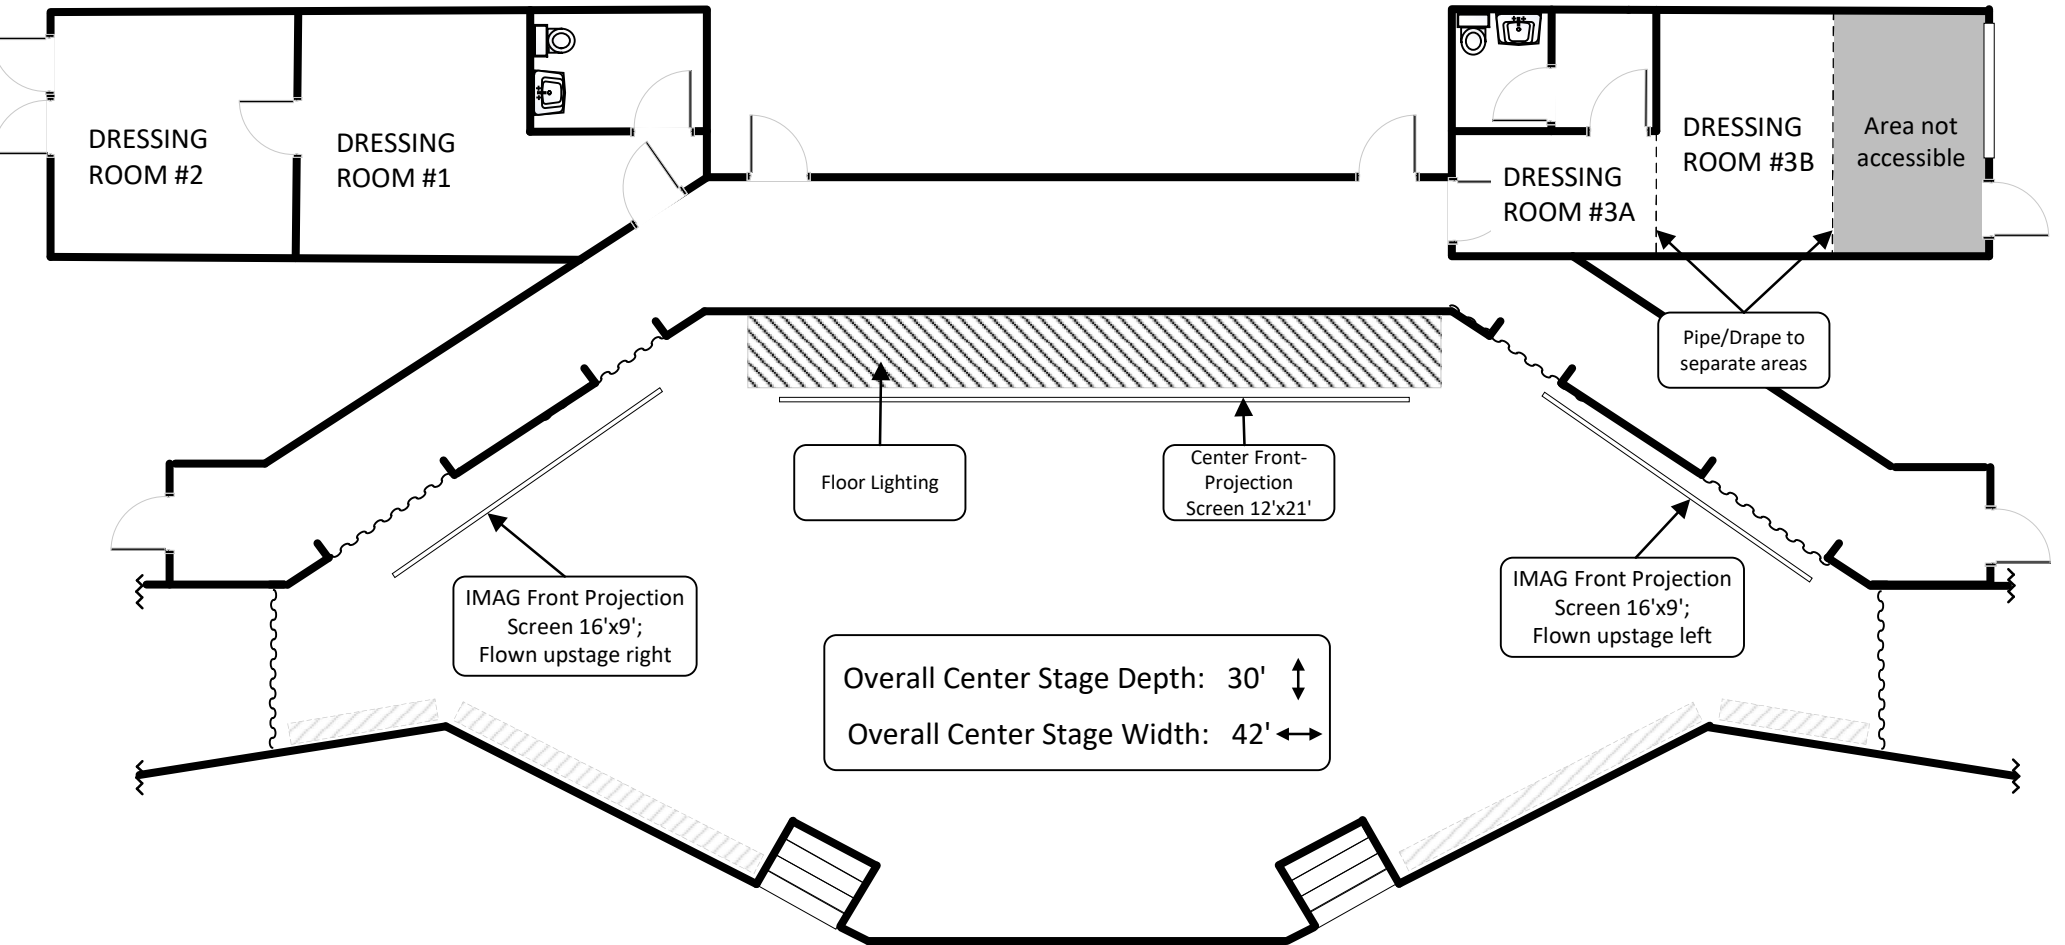 DRESSING
ROOM #2
DRESSING
ROOM #1
DRESSING
ROOM #3A
DRESSING
ROOM #3B
Area not
accessible
Pipe/Drape to
separate areas
Floor Lighting
Center Front-
Projection
Screen 12'x21'
IMAG Front Projection
Screen 16'x9';
Flown upstage right
IMAG Front Projection
Screen 16'x9';
Flown upstage left
Overall Center Stage Depth: 30'
Overall Center Stage Width: 42'